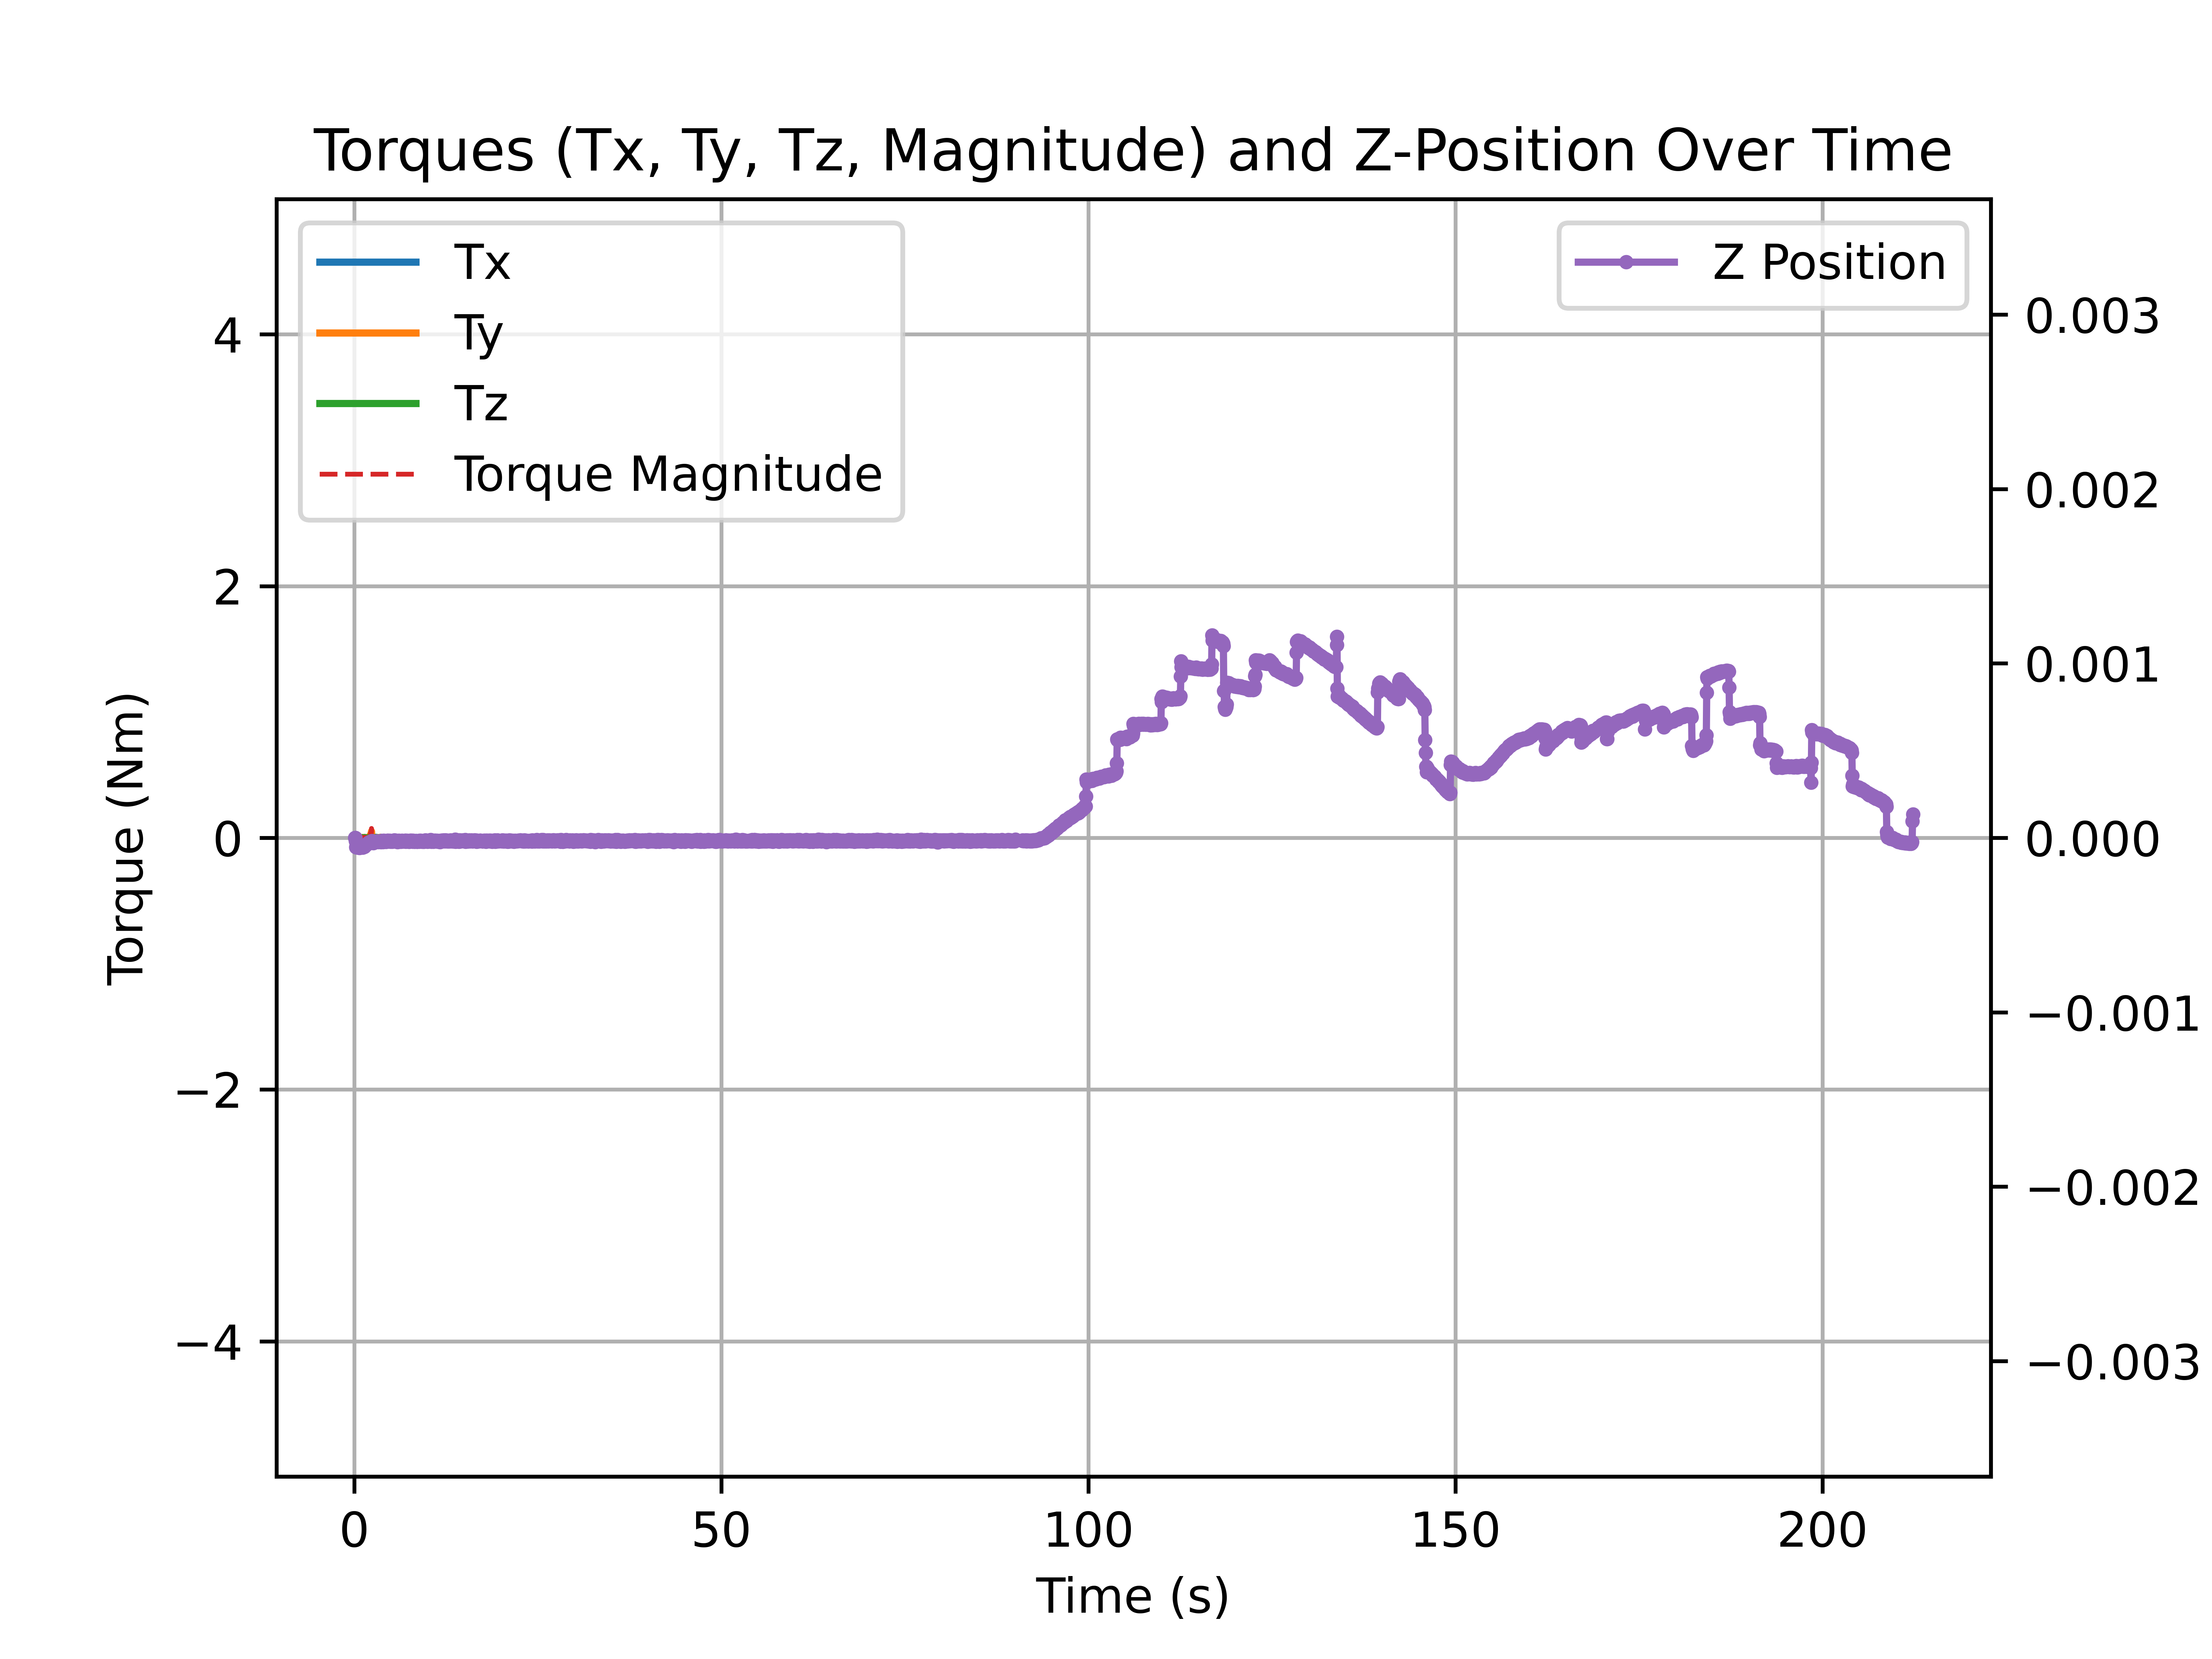 Torques (Tx, Ty, Tz, Magnitude) and Z-Position Over Time
Tx
Ty
Tz
Torque Magnitude
Z Position
Torque (Nm)
4
2
0
−2
−4
0.003
0.002
0.001
0.000
−0.001
−0.002
−0.003
0 50 100 150 200
Time (s)